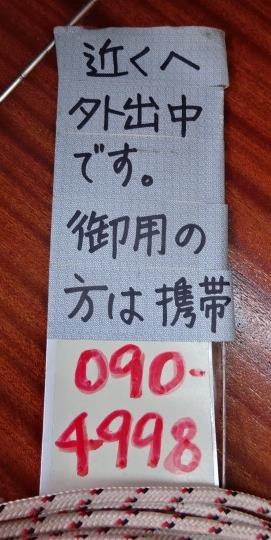 近くへ
外出中
です。
御用の
方は携帯
090-
4998